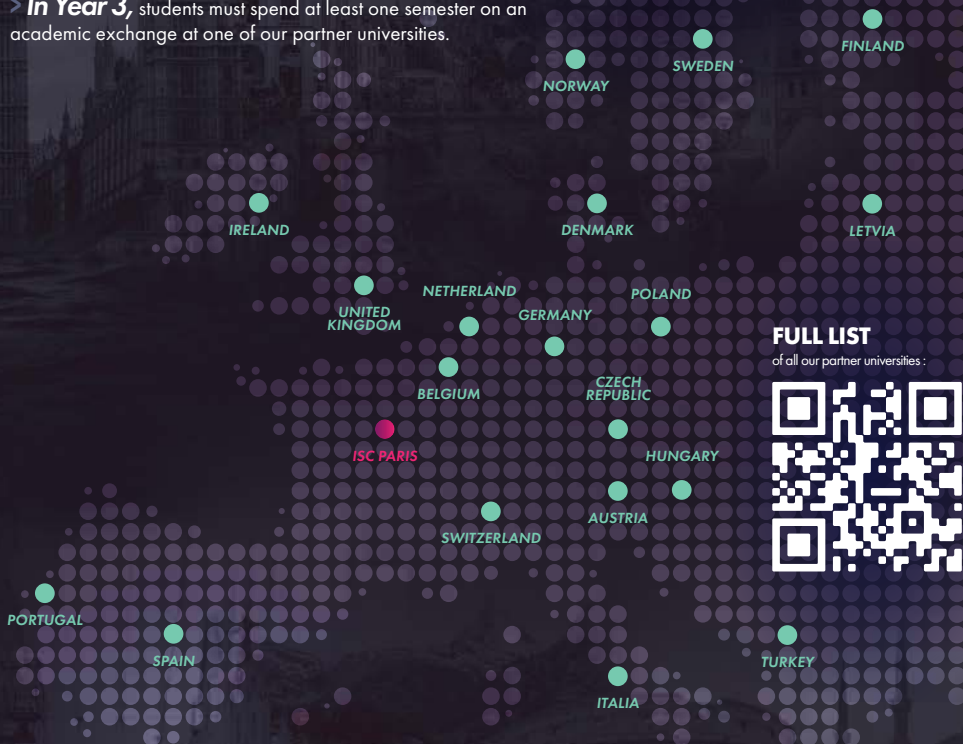 > In Year 3, students must spend at least one semester on an
academic exchange at one of our partner universities.
FINLAND
SWEDEN
NORWAY
IRELAND
DENMARK
LETVIA
NETHERLAND
POLAND
UNITED
KINGDOM
GERMANY
FULL LIST
of all our partner universities :
BELGIUM
CZECH
REPUBLIC
ISC PARIS
HUNGARY
AUSTRIA
SWITZERLAND
PORTUGAL
SPAIN
TURKEY
ITALIA